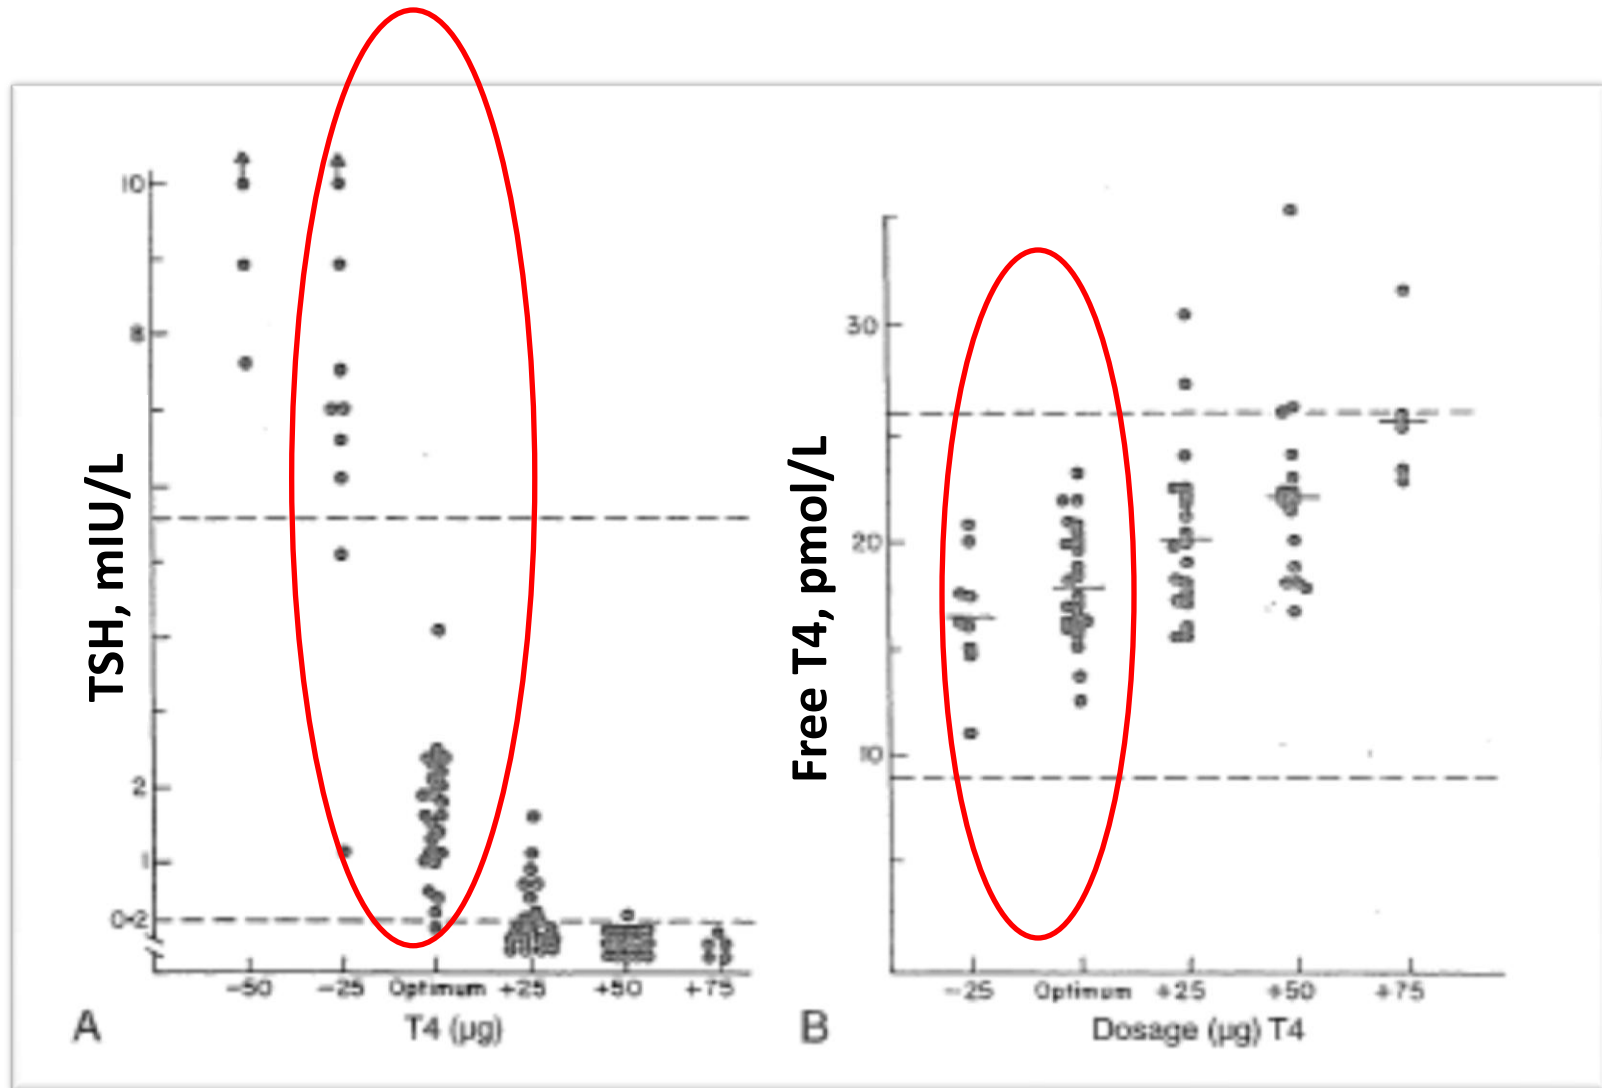 TSH, mIU/L
10
8
2
1
0·2
-50 -25 Optimum +25 +50 +75
A T4 (µg)
Free T4, pmol/L
30
20
10
-25 Optimum +25 +50 +75
B Dosage (µg) T4